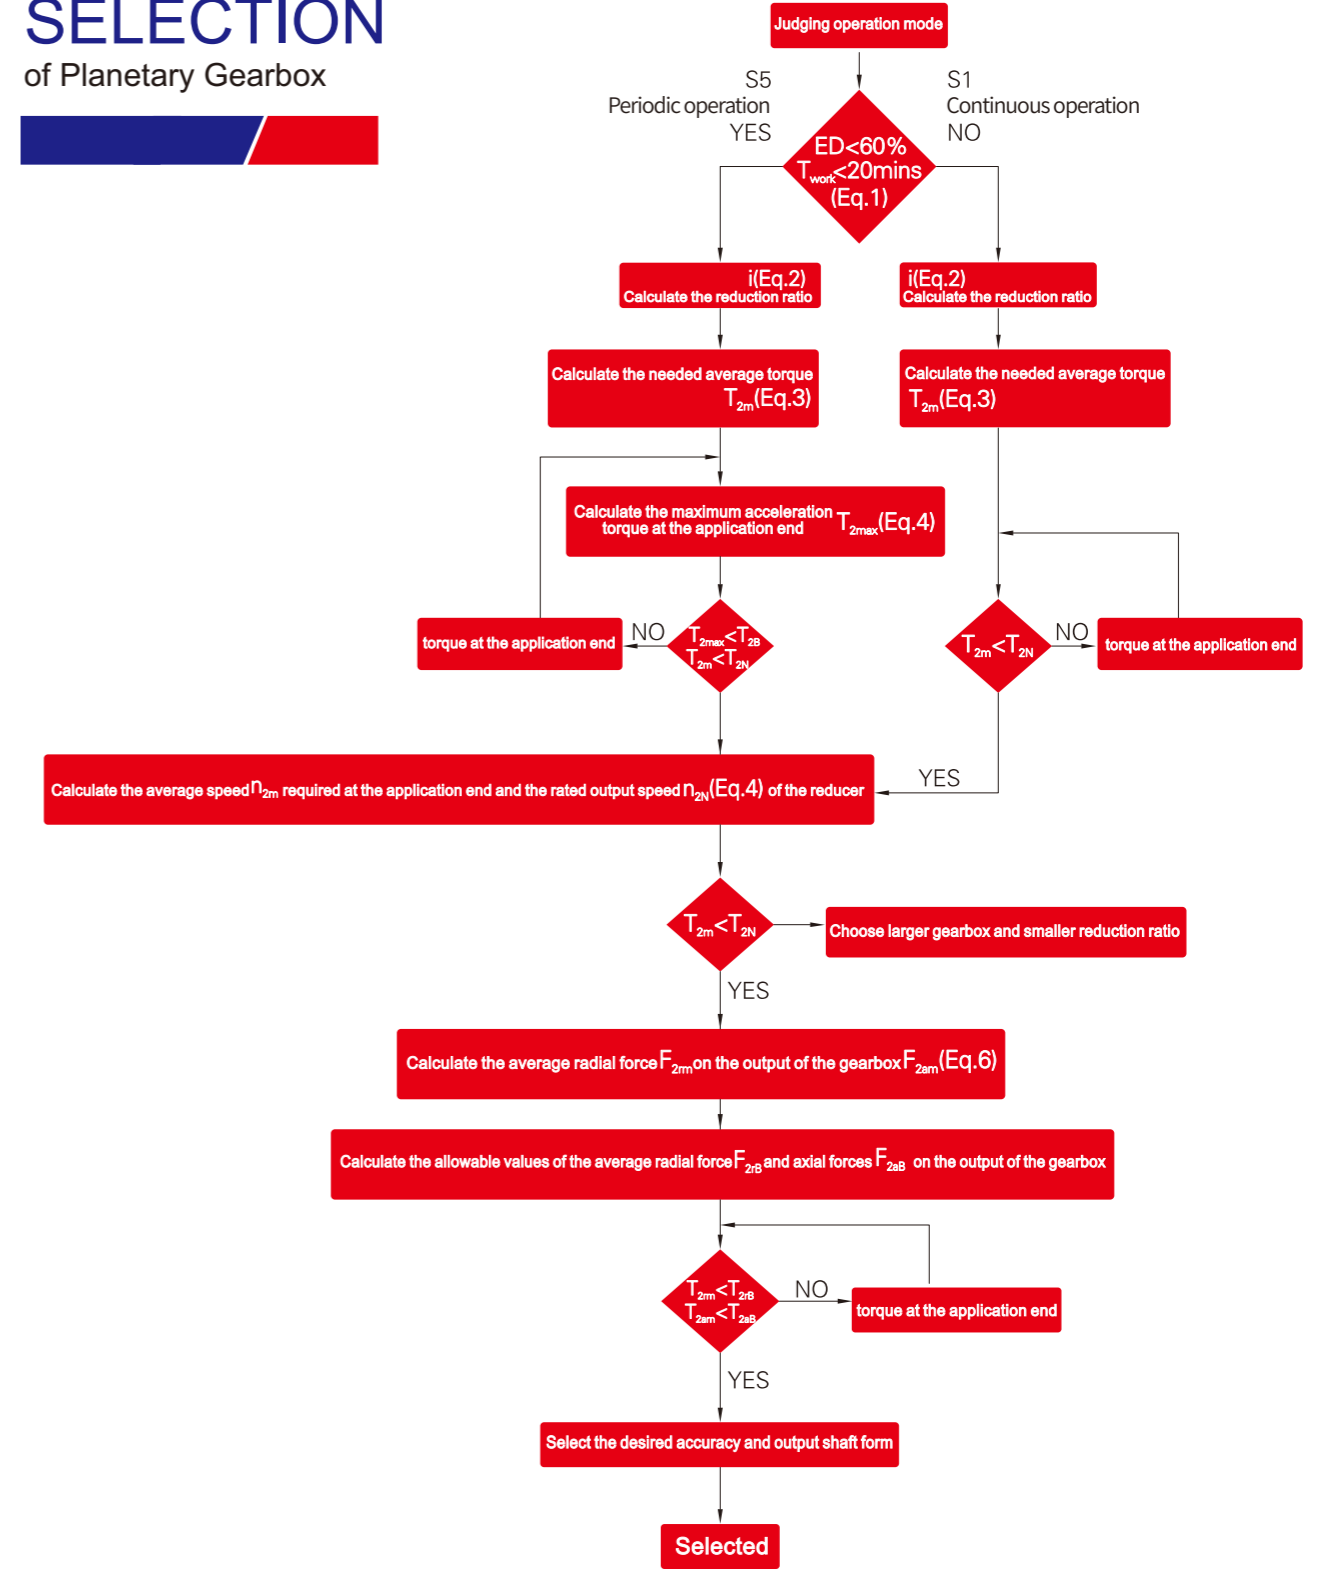 SELECTION
of Planetary Gearbox
Judging operation mode
S5
Periodic operation
YES
S1
Continuous operation
NO
ED<60%
Twork<20mins
(Eq.1)
i(Eq.2)
Calculate the reduction ratio
i(Eq.2)
Calculate the reduction ratio
Calculate the needed average torque
T2m(Eq.3)
Calculate the needed average torque
T2m(Eq.3)
Calculate the maximum acceleration
torque at the application end T2max(Eq.4)
torque at the application end
NO
T2max<T2B
T2m<T2N
T2m<T2N
NO
torque at the application end
Calculate the average speed n2m required at the application end and the rated output speed n2N(Eq.4) of the reducer
YES
T2m<T2N
Choose larger gearbox and smaller reduction ratio
YES
Calculate the average radial force F2rm on the output of the gearbox F2am(Eq.6)
Calculate the allowable values of the average radial force F2rB and axial forces F2aB on the output of the gearbox
T2rm<T2rB
T2am<T2aB
NO
torque at the application end
YES
Select the desired accuracy and output shaft form
Selected